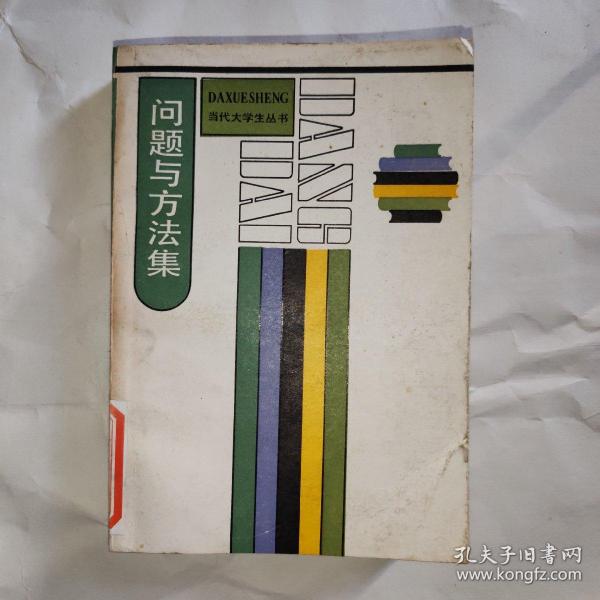 问题与方法集
DAXUESHENG
当代大学生丛书
DANG
DAI
孔夫子旧书网
www.kongfz.com